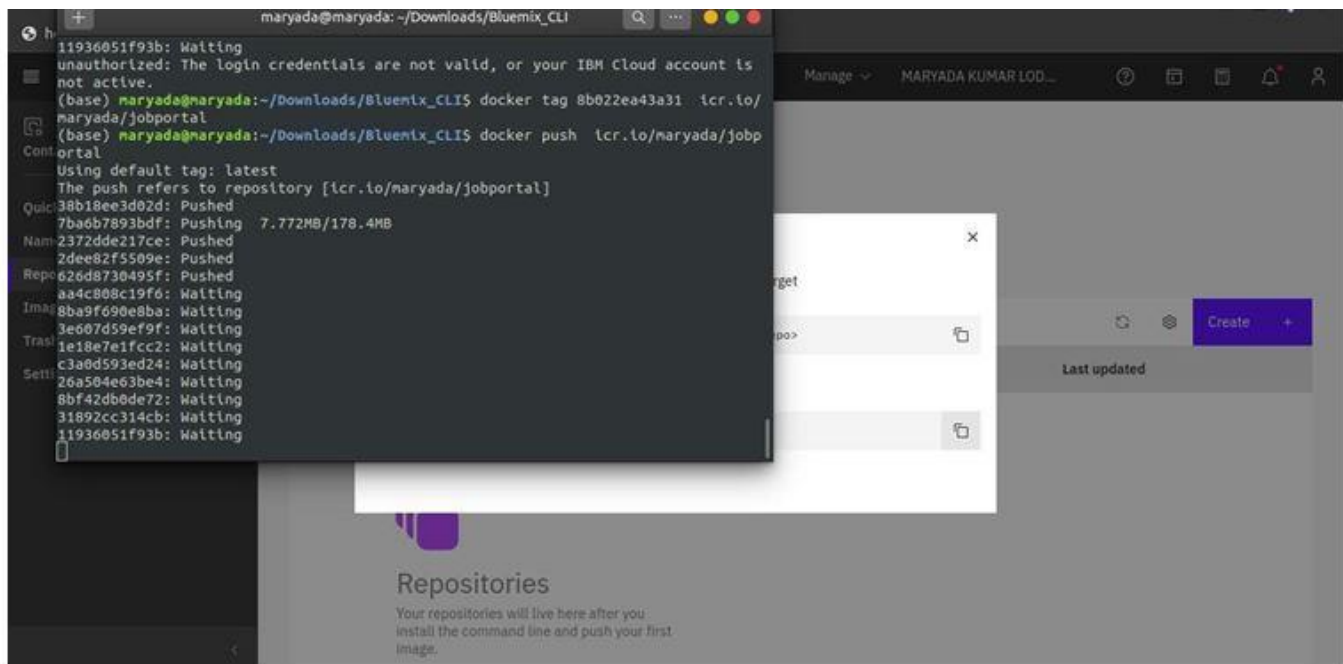 maryada@maryada: ~/Downloads/Bluemix_CLI
11936051f93b: Waiting
unauthorized: The login credentials are not valid, or your IBM Cloud account is
not active.
(base) maryada@maryada:~/Downloads/Bluemix_CLI$ docker tag 8b022ea43a31  icr.io/
maryada/jobportal
(base) maryada@maryada:~/Downloads/Bluemix_CLI$ docker push  icr.io/maryada/jobp
ortal
Using default tag: latest
The push refers to repository [icr.io/maryada/jobportal]
38b18ee3d02d: Pushed
7ba6b7893bdf: Pushing  7.772MB/178.4MB
2372dde217ce: Pushed
2dee82f5509e: Pushed
626d8730495f: Pushed
aa4c808c19f6: Waiting
8ba9f690e8ba: Waiting
3e607d59ef9f: Waiting
1e18e7e1fcc2: Waiting
c3a0d593ed24: Waiting
26a504e63be4: Waiting
8bf42db0de72: Waiting
31892cc314cb: Waiting
11936051f93b: Waiting
h
Cont
Quic
Nam
Repo
Imag
Tras
Setti
Manage
MARYADA KUMAR LOD...
rget
po>
Create +
Last updated
Repositories
Your repositories will live here after you
install the command line and push your first
image.